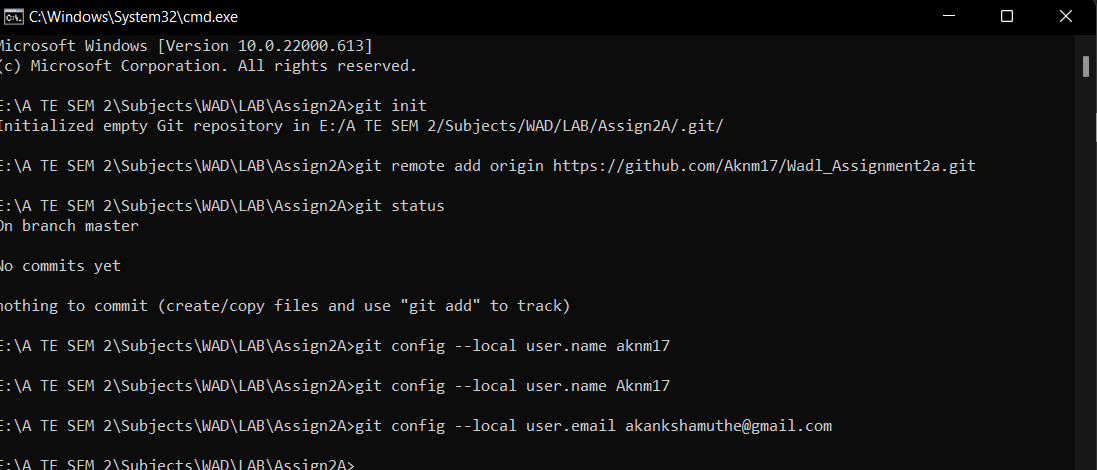 C:\Windows\System32\cmd.exe
Microsoft Windows [Version 10.0.22000.613]
(c) Microsoft Corporation. All rights reserved.
E:\A TE SEM 2\Subjects\WAD\LAB\Assign2A>git init
Initialized empty Git repository in E:/A TE SEM 2/Subjects/WAD/LAB/Assign2A/.git/
E:\A TE SEM 2\Subjects\WAD\LAB\Assign2A>git remote add origin https://github.com/Aknm17/Wadl_Assignment2a.git
E:\A TE SEM 2\Subjects\WAD\LAB\Assign2A>git status
On branch master
No commits yet
nothing to commit (create/copy files and use "git add" to track)
E:\A TE SEM 2\Subjects\WAD\LAB\Assign2A>git config --local user.name aknm17
E:\A TE SEM 2\Subjects\WAD\LAB\Assign2A>git config --local user.name Aknm17
E:\A TE SEM 2\Subjects\WAD\LAB\Assign2A>git config --local user.email akankshamuthe@gmail.com
E:\A TE SEM 2\Subjects\WAD\LAB\Assign2A>